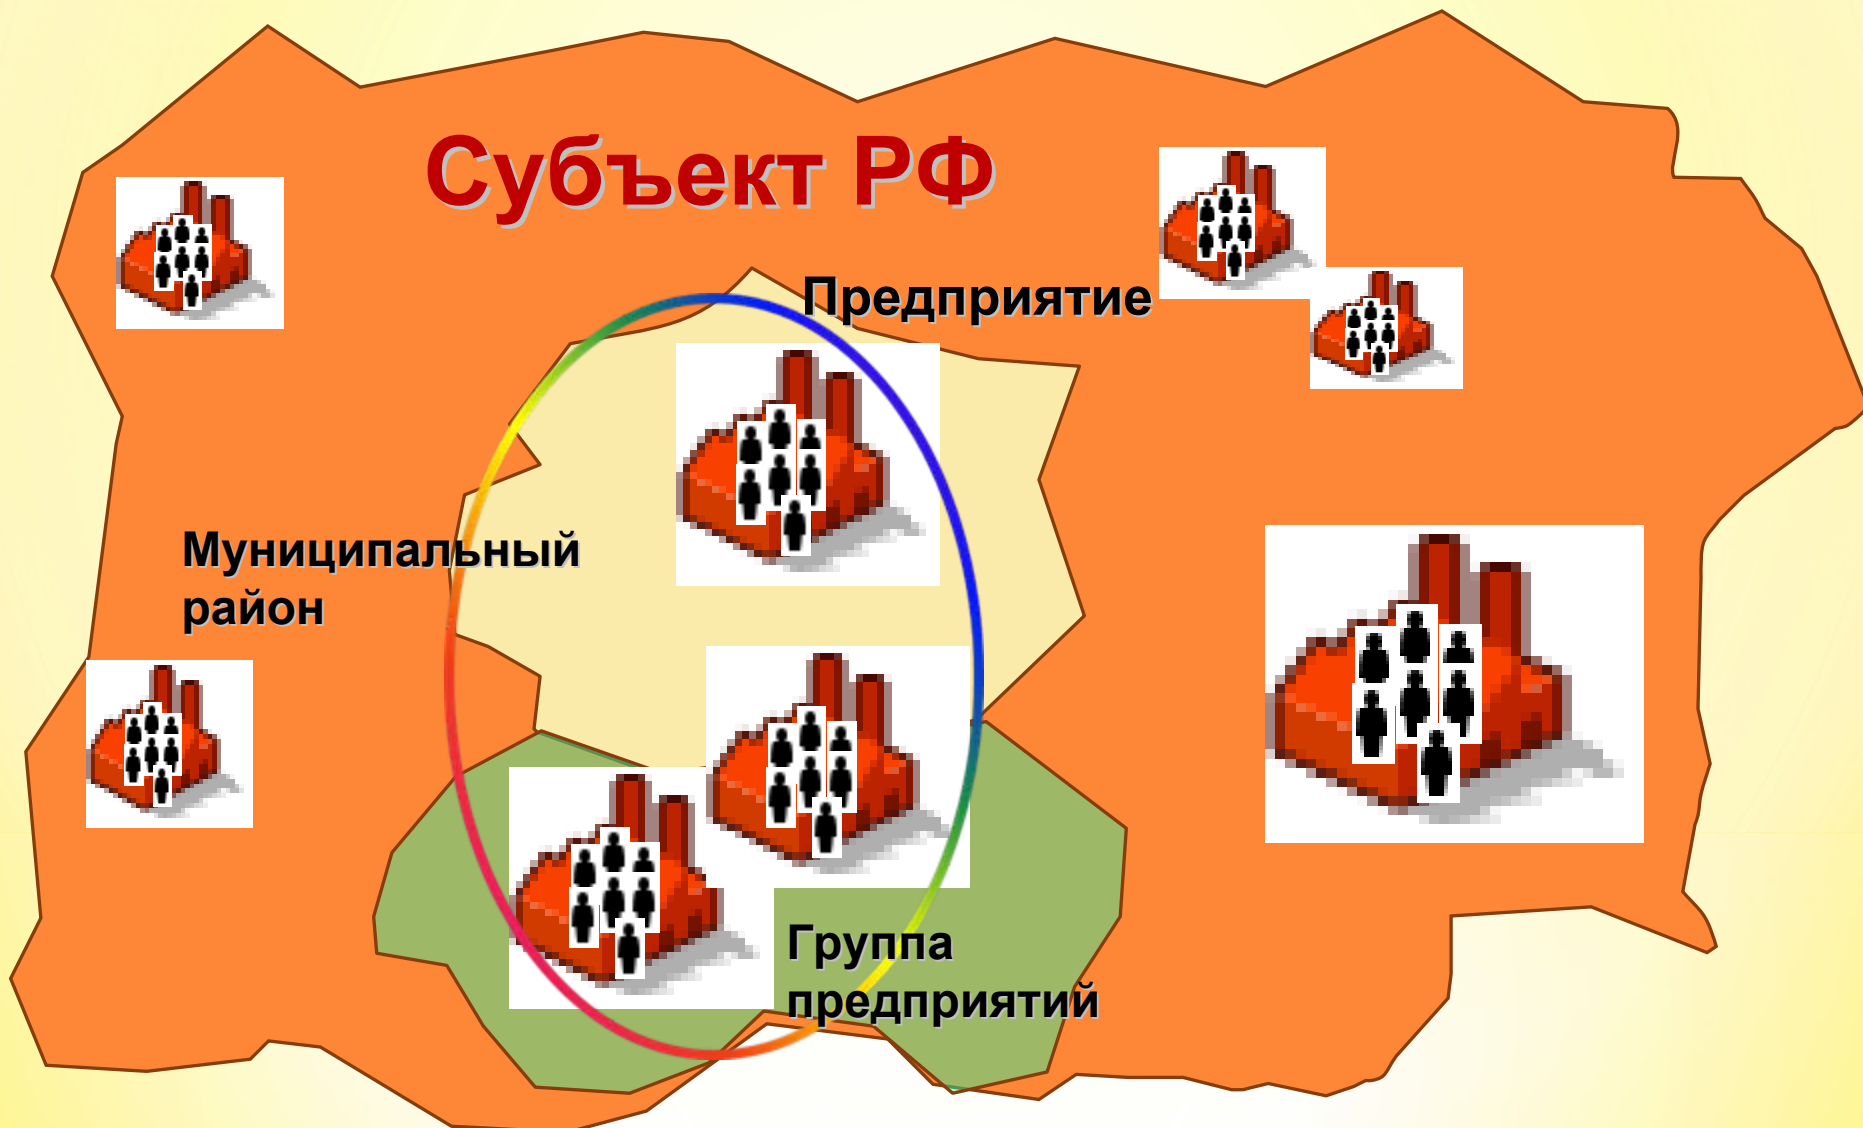 Субъект РФ
Предприятие
Муниципальный
район
Группа
предприятий